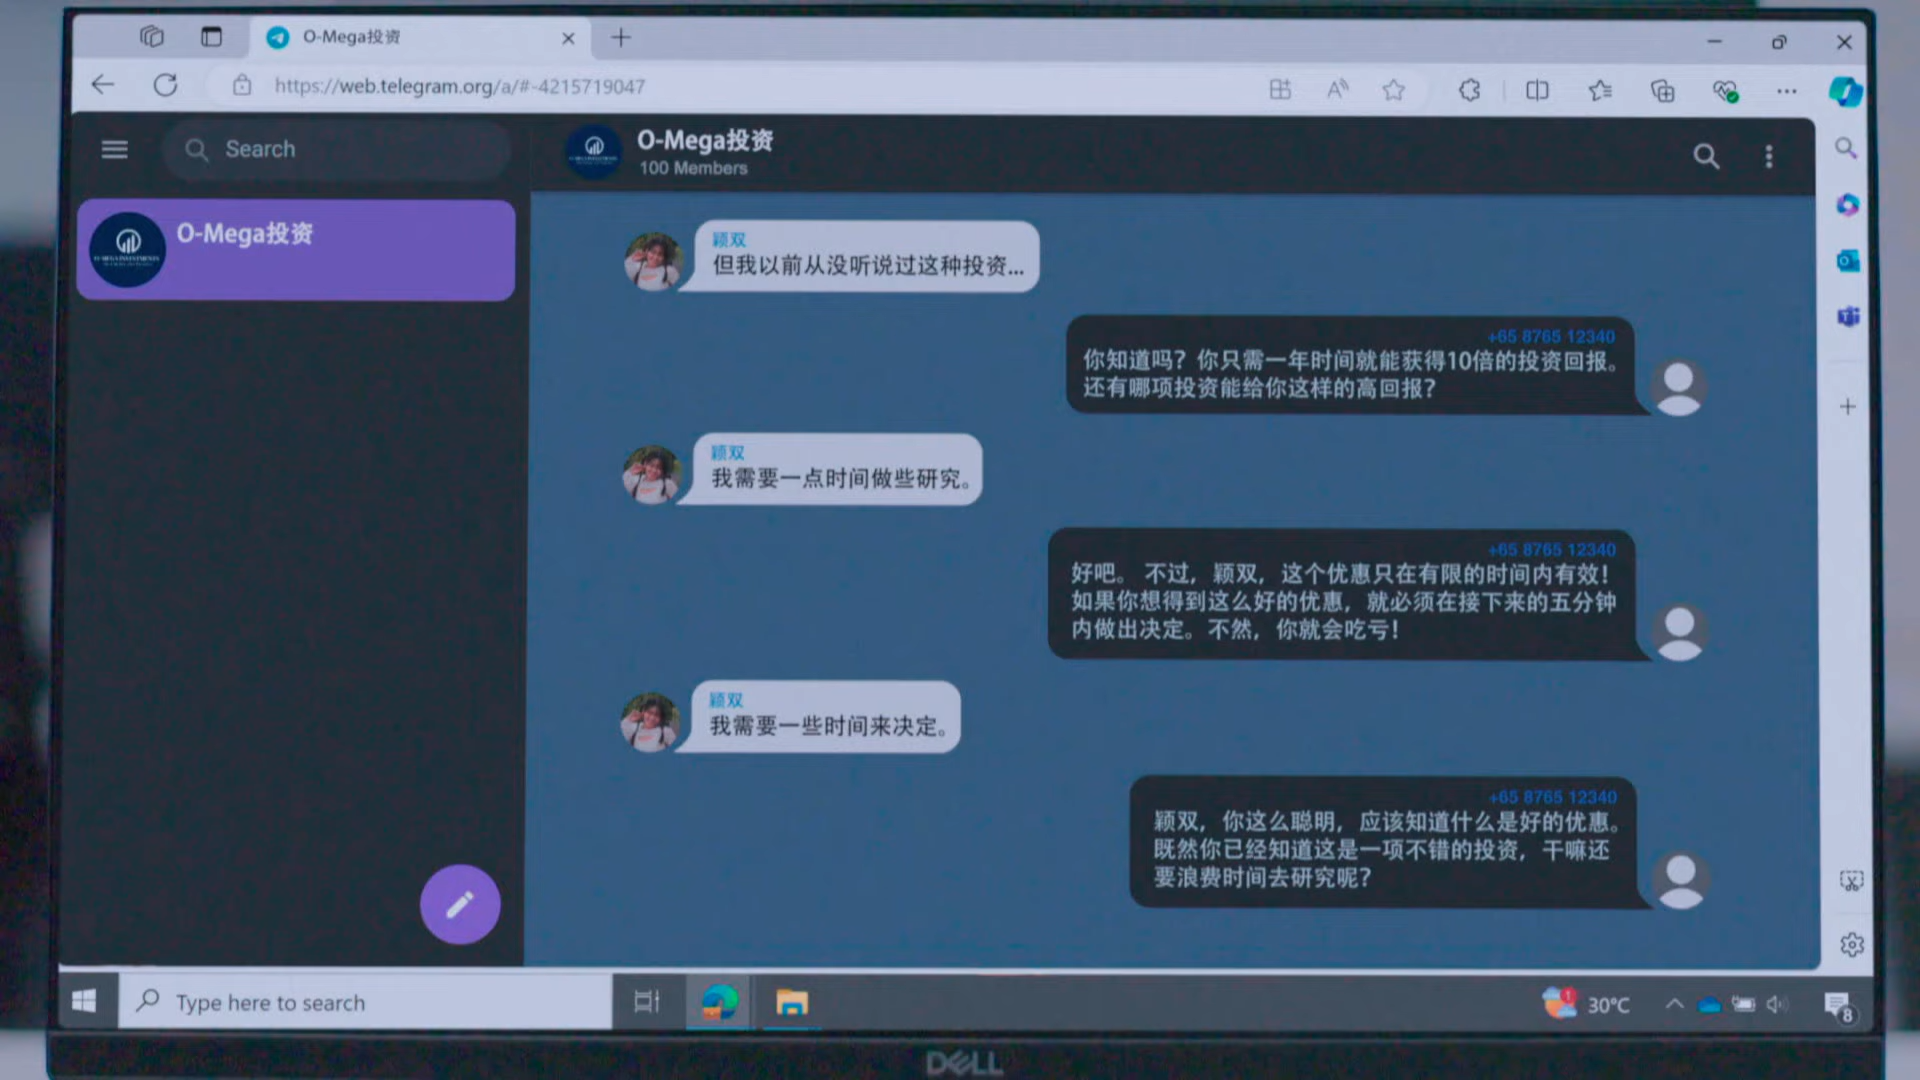 O-Mega投资
https://web.telegram.org/a/#-4215719047
Search
O-Mega投资
100 Members
O-Mega投资
颖双
但我以前从没听说过这种投资...
+65 8765 12340
你知道吗？你只需一年时间就能获得10倍的投资回报。
还有哪项投资能给你这样的高回报？
颖双
我需要一点时间做些研究。
+65 8765 12340
好吧。 不过，颖双，这个优惠只在有限的时间内有效！
如果你想得到这么好的优惠，就必须在接下来的五分钟
内做出决定。不然，你就会吃亏！
颖双
我需要一些时间来决定。
+65 8765 12340
颖双，你这么聪明，应该知道什么是好的优惠。
既然你已经知道这是一项不错的投资，干嘛还
要浪费时间去研究呢？
Type here to search
30°C
8
DELL